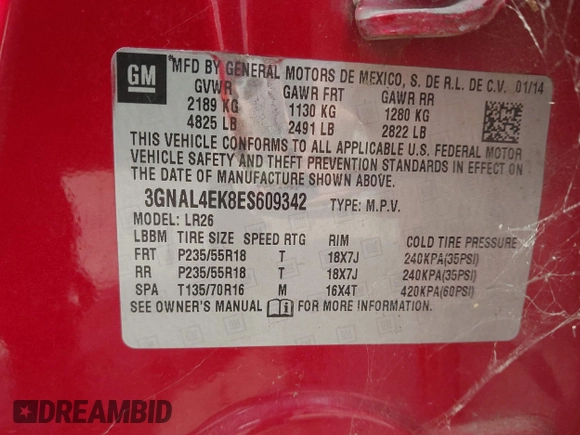 GM
*MFD BY GENERAL MOTORS DE MEXICO, S. DE R.L. DE C.V. 01/14
GVWR GAWR FRT GAWR RR
2189 KG 1130 KG 1280 KG
4825 LB 2491 LB 2822 LB
THIS VEHICLE CONFORMS TO ALL APPLICABLE U.S. FEDERAL MOTOR
VEHICLE SAFETY AND THEFT PREVENTION STANDARDS IN EFFECT ON
THE DATE OF MANUFACTURE SHOWN ABOVE.
3GNAL4EK8ES609342 TYPE: M.P.V.
MODEL: LR26
LBBM TIRE SIZE SPEED RTG RIM COLD TIRE PRESSURE
FRT P235/55R18 T 18X7J 240KPA(35PSI)
RR P235/55R18 T 18X7J 240KPA(35PSI)
SPA T135/70R16 M 16X4T 420KPA(60PSI)
SEE OWNER'S MANUAL i FOR MORE INFORMATION.
DREAMBID